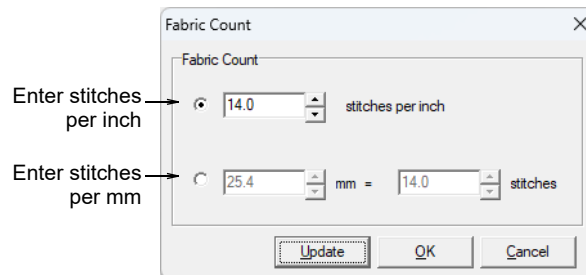 Fabric Count
Fabric Count
Enter stitches
per inch
14.0 stitches per inch
Enter stitches
per mm
25.4 mm = 14.0 stitches
Update OK Cancel